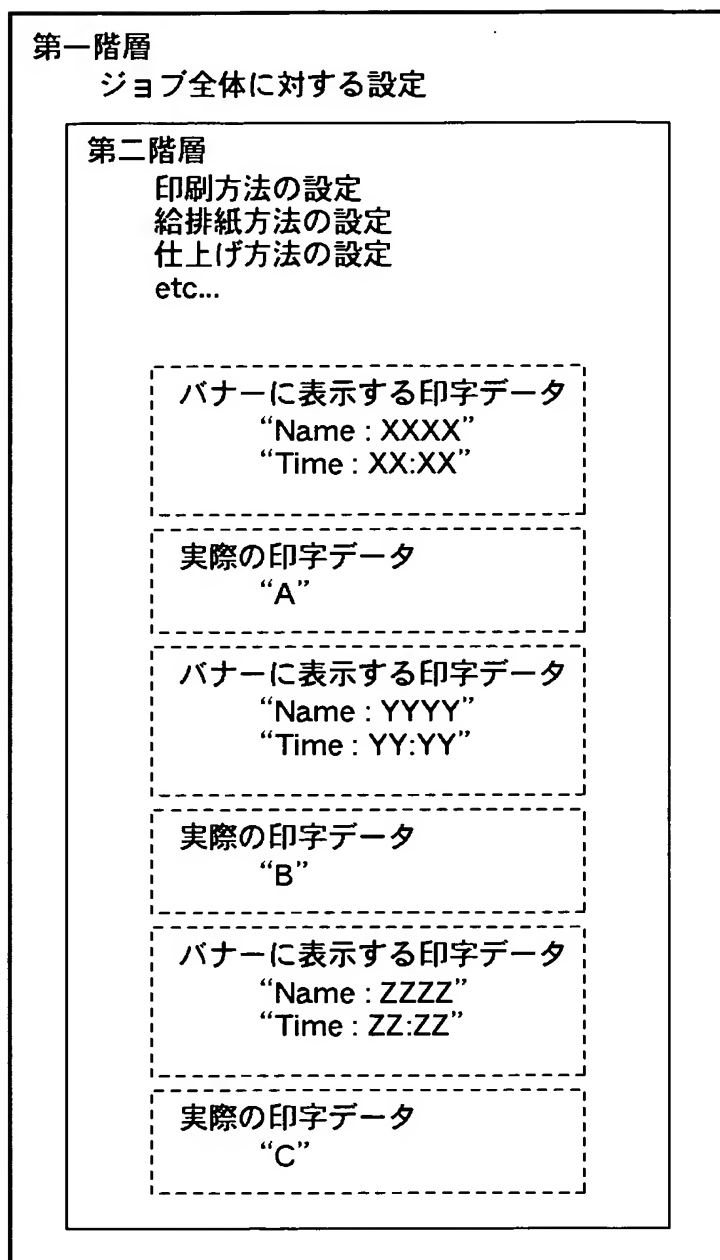 第一階層
ジョブ全体に対する設定
第二階層
印刷方法の設定
給排紙方法の設定
仕上げ方法の設定
etc...
バナーに表示する印字データ
“Name : XXXX”
“Time : XX:XX”
実際の印字データ
“A”
バナーに表示する印字データ
“Name : YYYY”
“Time : YY:YY”
実際の印字データ
“B”
バナーに表示する印字データ
“Name : ZZZZ”
“Time : ZZ:ZZ”
実際の印字データ
“C”